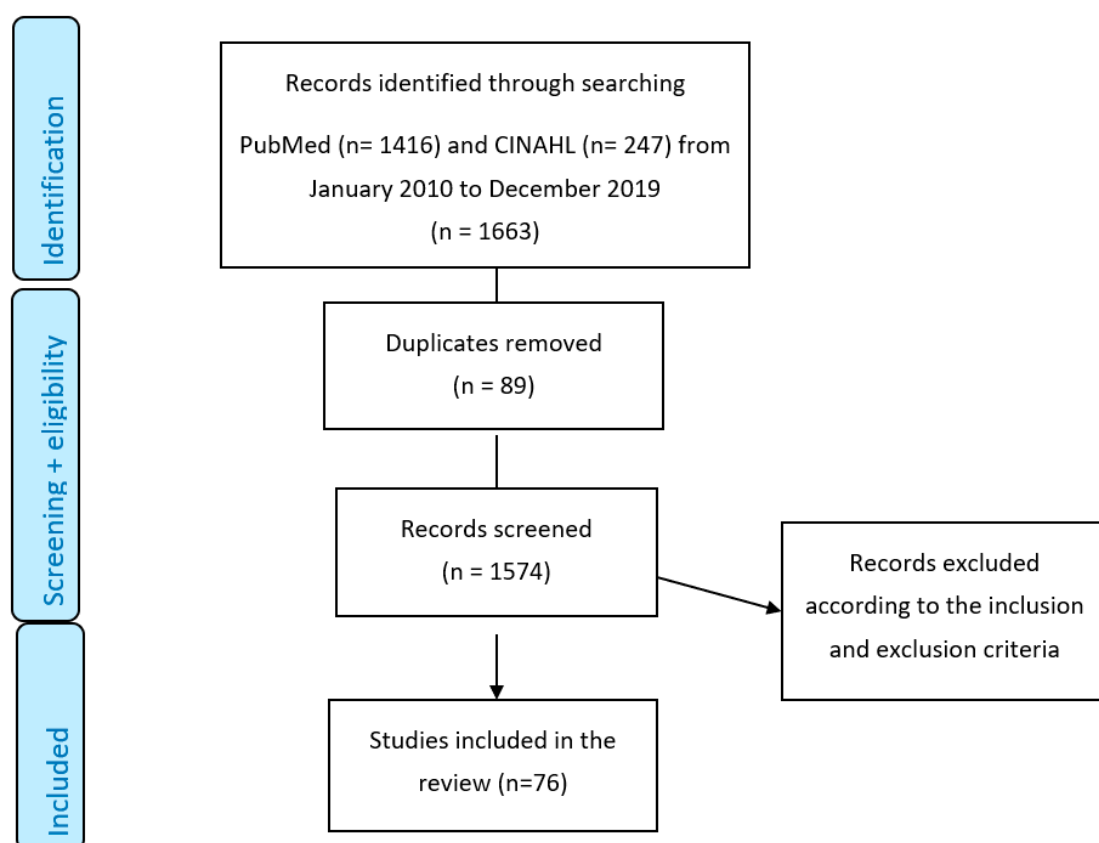 Identification
Records identified through searching
PubMed (n= 1416) and CINAHL (n= 247) from
January 2010 to December 2019
(n = 1663)
Screening + eligibility
Duplicates removed
(n = 89)
Records screened
(n = 1574)
Records excluded
according to the inclusion
and exclusion criteria
Included
Studies included in the
review (n=76)